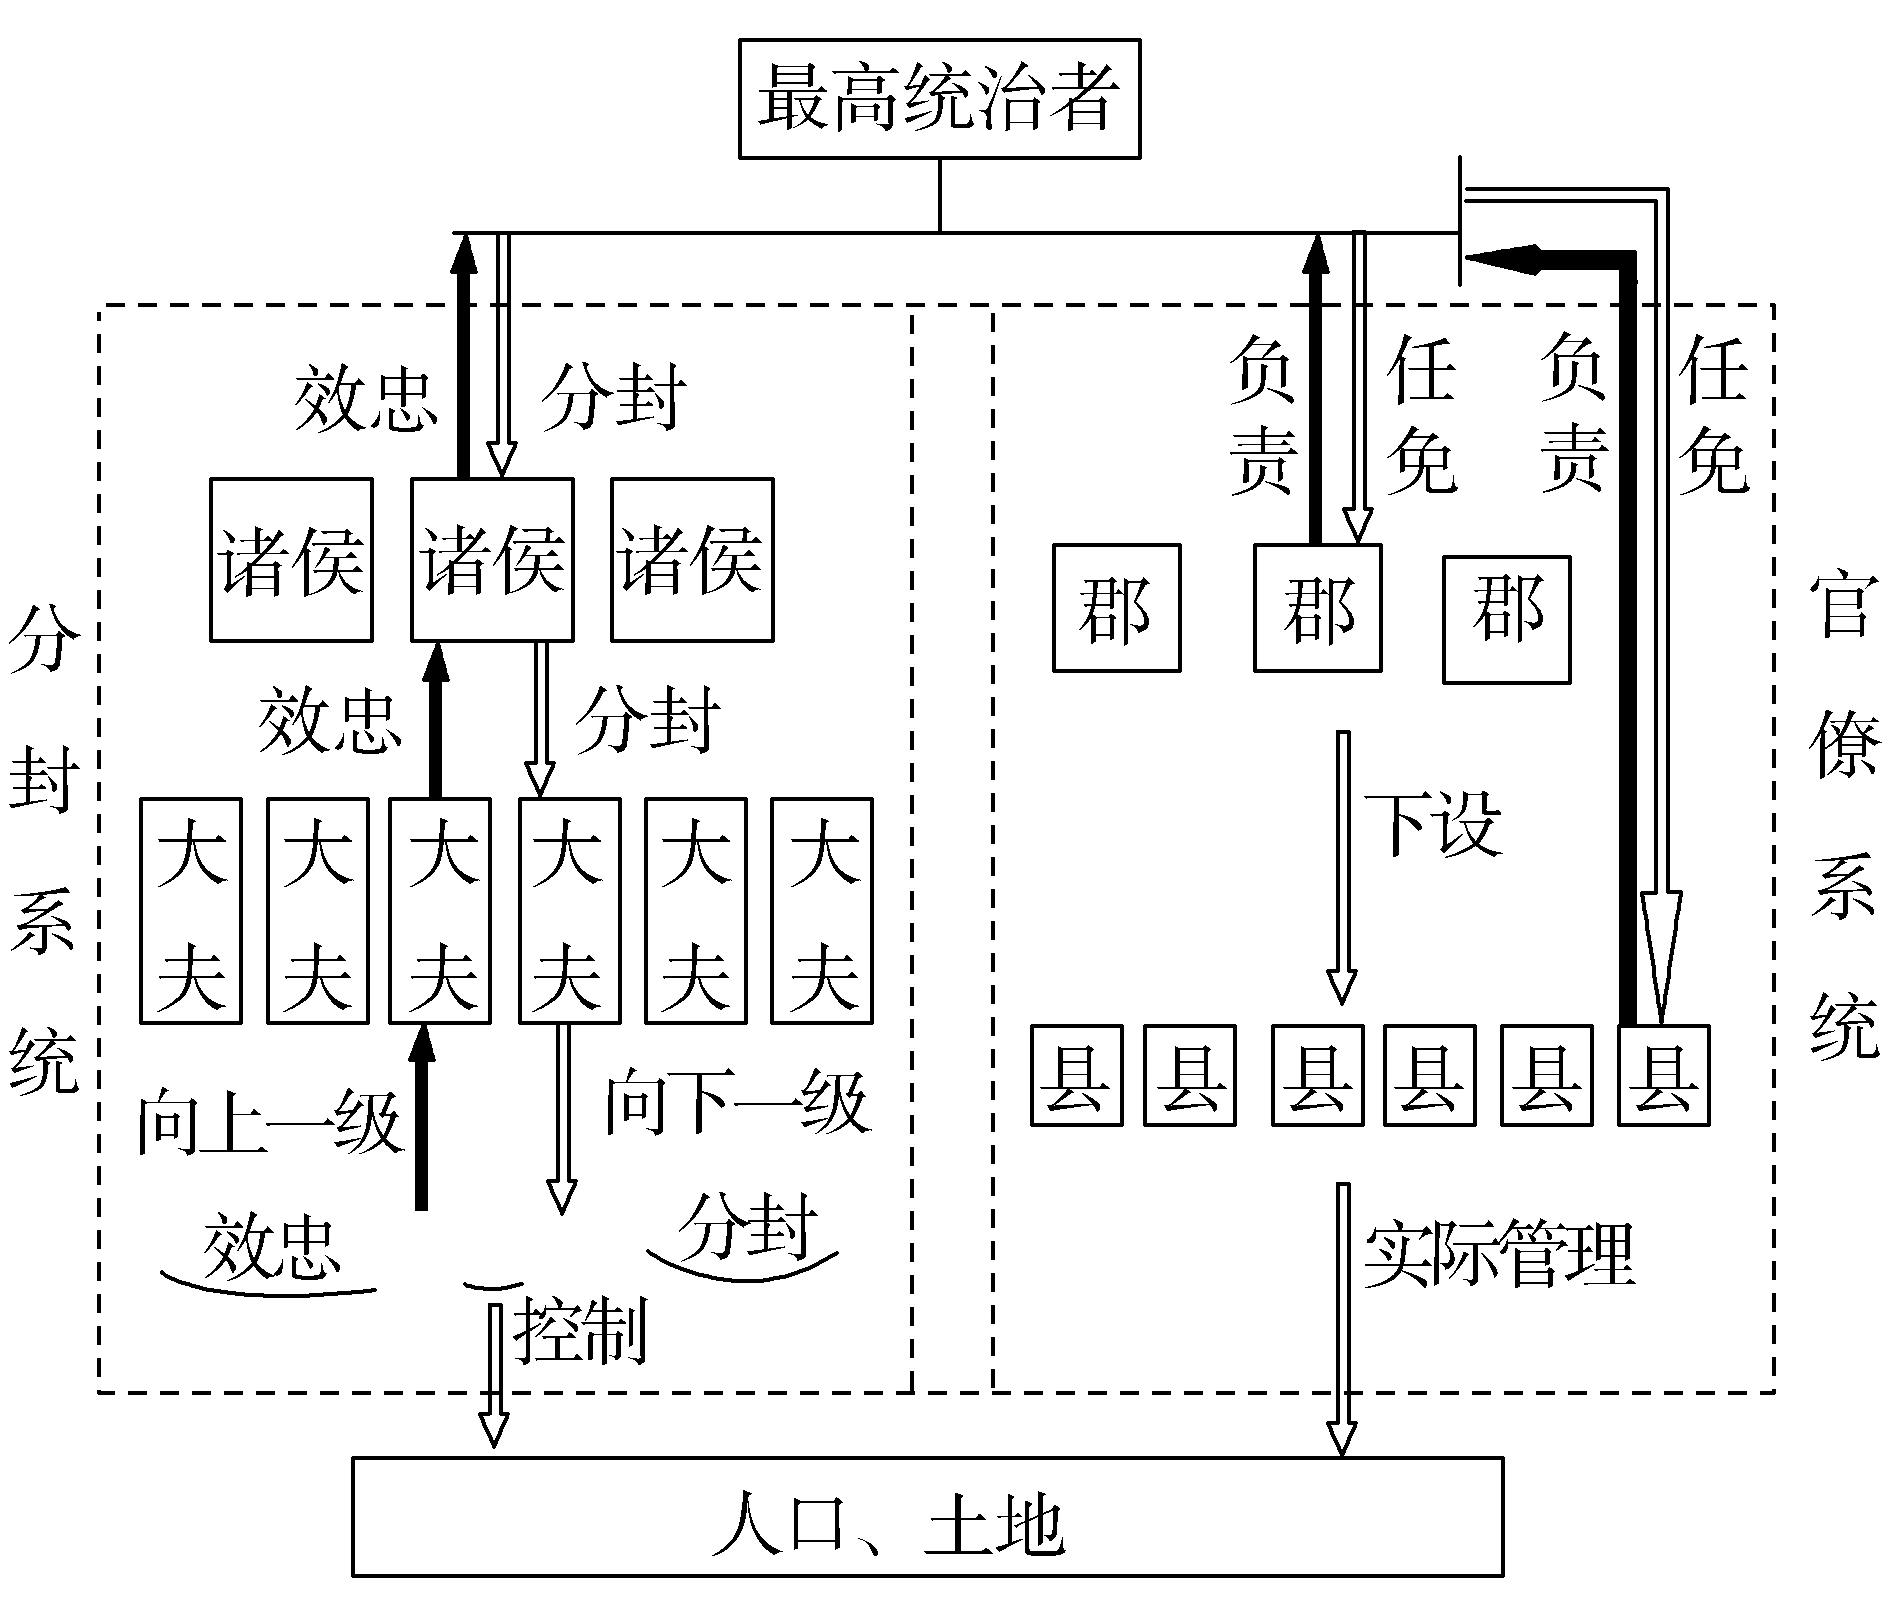 最高统治者
效忠
分封
负责
任免
负责
任免
诸侯
诸侯
诸侯
郡
郡
郡
分封系统
官僚系统
效忠
分封
下设
大夫
大夫
大夫
大夫
大夫
大夫
县
县
县
县
县
县
向上一级
效忠
向下一级
分封
控制
实际管理
人口、土地